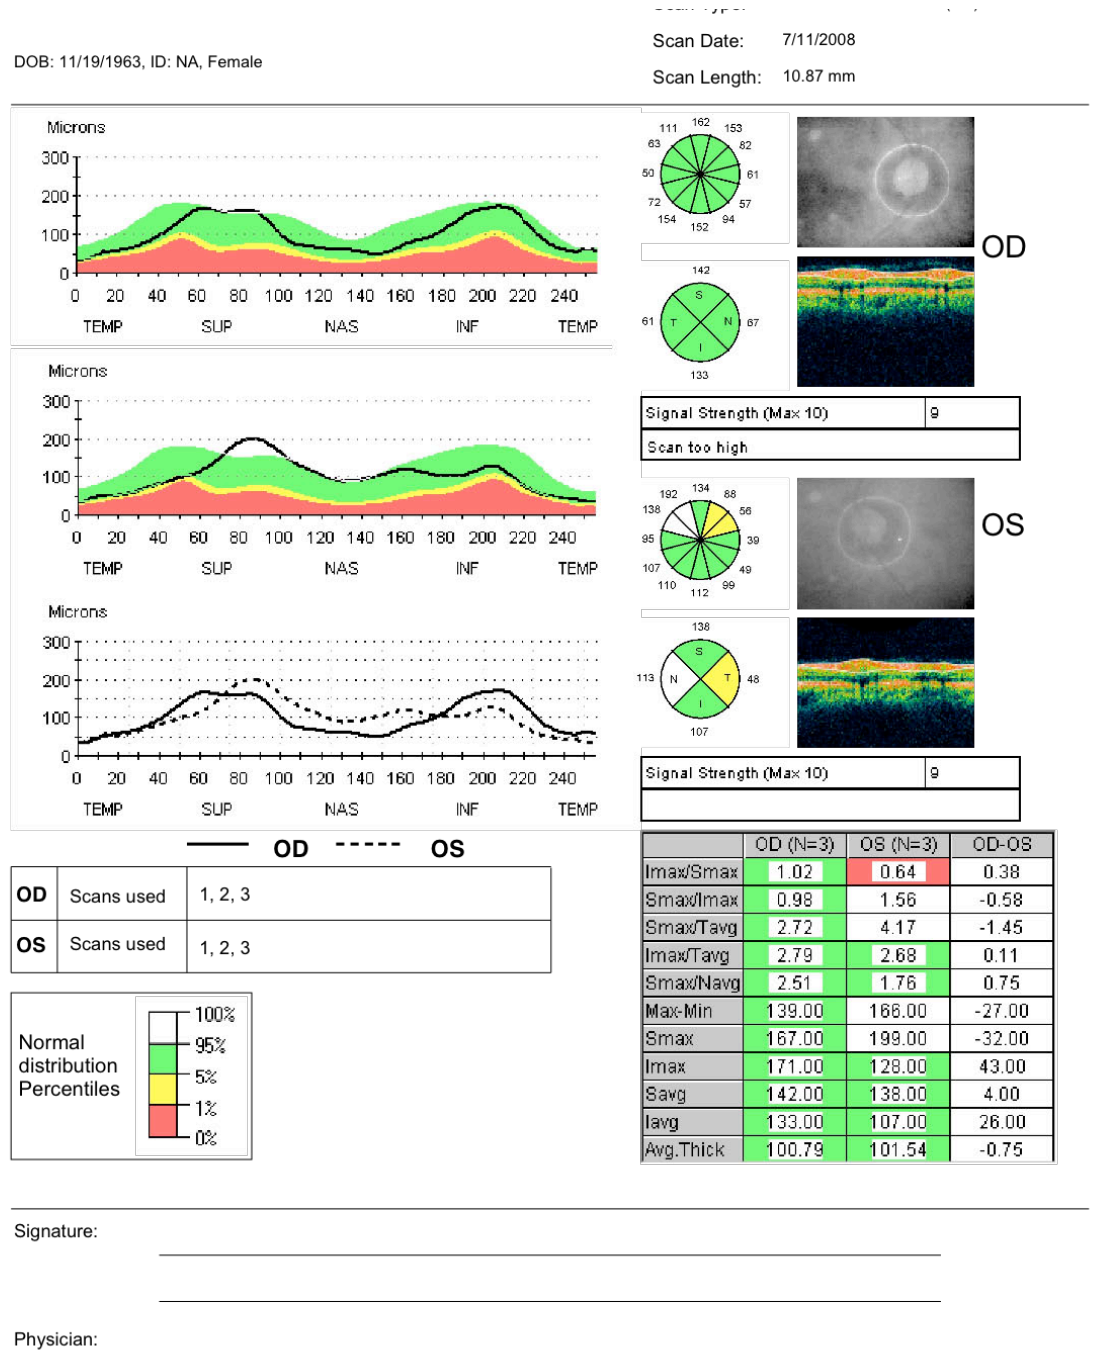 DOB: 11/19/1963, ID: NA, Female
Scan Date: 7/11/2008
Scan Length: 10.87 mm
Microns
300
200
100
0
0 20 40 60 80 100 120 140 160 180 200 220 240
TEMP SUP NAS INF TEMP
162
111 153
63 82
50 61
72 57
154 94
152
142
S
61 T N 67
I
133
OD
Signal Strength (Max 10) 9
Scan too high
Microns
300
200
100
0
0 20 40 60 80 100 120 140 160 180 200 220 240
TEMP SUP NAS INF TEMP
134
192 88
138 56
95 39
107 49
110 99
112
OS
138
S
113 N T 48
I
107
Signal Strength (Max 10) 9
Microns
300
200
100
0
0 20 40 60 80 100 120 140 160 180 200 220 240
TEMP SUP NAS INF TEMP
OD OS
OD Scans used 1, 2, 3
OS Scans used 1, 2, 3
Normal distribution Percentiles
100%
95%
5%
1%
0%
OD (N=3) OS (N=3) OD-OS
Imax/Smax 1.02 0.64 0.38
Smax/Imax 0.98 1.56 -0.58
Smax/Tavg 2.72 4.17 -1.45
Imax/Tavg 2.79 2.68 0.11
Smax/Navg 2.51 1.76 0.75
Max-Min 139.00 166.00 -27.00
Smax 167.00 199.00 -32.00
Imax 171.00 128.00 43.00
Savg 142.00 138.00 4.00
Iavg 133.00 107.00 26.00
Avg.Thick 100.79 101.54 -0.75
Signature:
Physician: